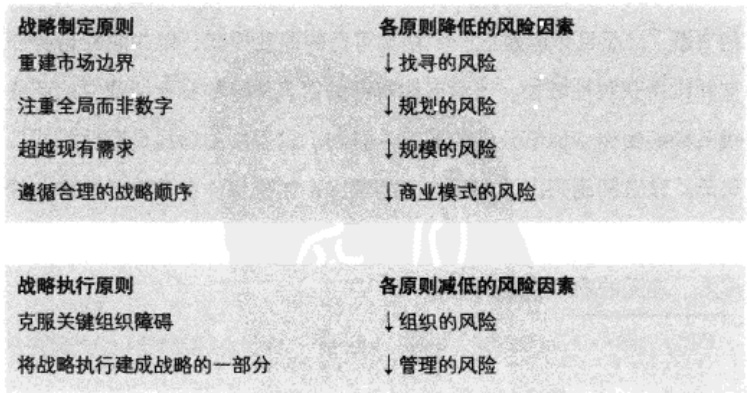 战略制定原则 各原则降低的风险因素
重建市场边界 ↓找寻的风险
注重全局而非数字 ↓规划的风险
超越现有需求 ↓规模的风险
遵循合理的战略顺序 ↓商业模式的风险
战略执行原则 各原则减低的风险因素
克服关键组织障碍 ↓组织的风险
将战略执行建成战略的一部分 ↓管理的风险